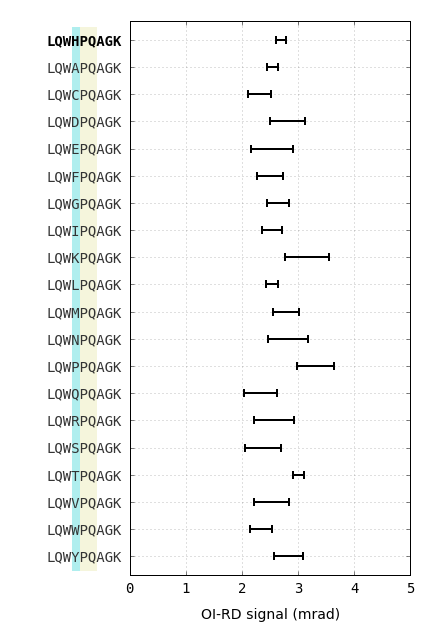 LQWHPQAGK
LQWAPQAGK
LQWCPQAGK
LQWDPQAGK
LQWEPQAGK
LQWFPQAGK
LQWGPQAGK
LQWIPQAGK
LQWKPQAGK
LQWLPQAGK
LQWMPQAGK
LQWNPQAGK
LQWPPQAGK
LQWQPQAGK
LQWRPQAGK
LQWSPQAGK
LQWTPQAGK
LQWVPQAGK
LQWWPQAGK
LQWYPQAGK
0 1 2 3 4 5
OI-RD signal (mrad)